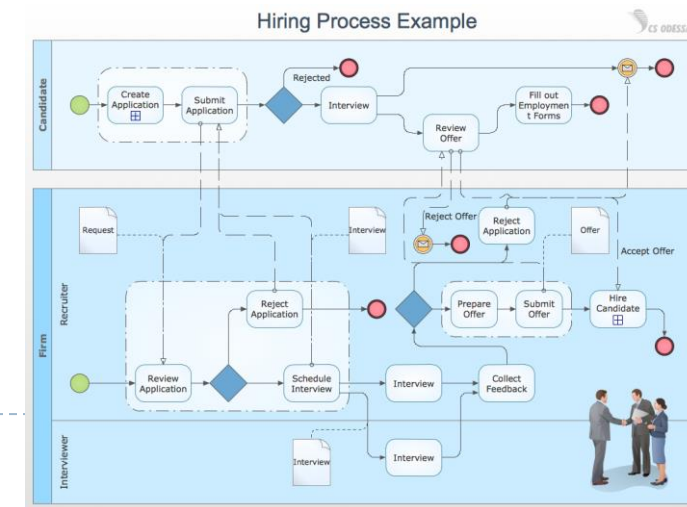 Hiring Process Example
CS ODESSA
Candidate
Create
Application
Submit
Application
Rejected
Interview
Review
Offer
Fill out
Employmen
t Forms
Firm
Recruiter
Request
Interview
Reject Offer
Reject
Application
Offer
Accept Offer
Reject
Application
Prepare
Offer
Submit
Offer
Hire
Candidate
Review
Application
Schedule
Interview
Interview
Collect
Feedback
Interviewer
Interview
Interview